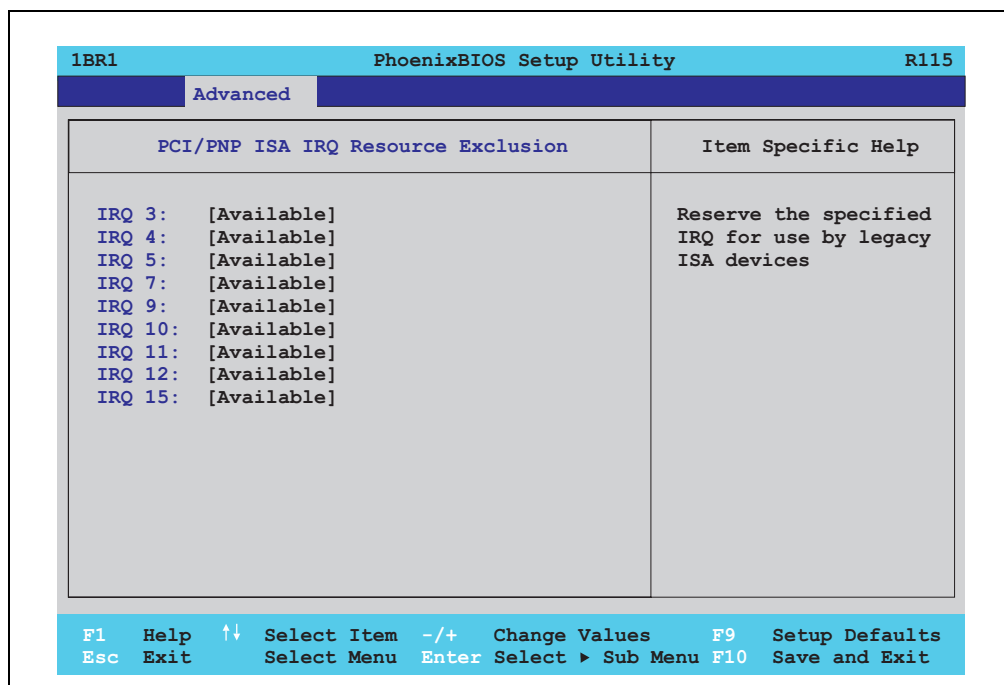 1BR1 PhoenixBIOS Setup Utility R115
Advanced
PCI/PNP ISA IRQ Resource Exclusion
Item Specific Help
IRQ 3: [Available]
IRQ 4: [Available]
IRQ 5: [Available]
IRQ 7: [Available]
IRQ 9: [Available]
IRQ 10: [Available]
IRQ 11: [Available]
IRQ 12: [Available]
IRQ 15: [Available]
Reserve the specified
IRQ for use by legacy
ISA devices
F1 Help ↑↓ Select Item -/+ Change Values F9 Setup Defaults
Esc Exit Select Menu Enter Select ▶ Sub Menu F10 Save and Exit